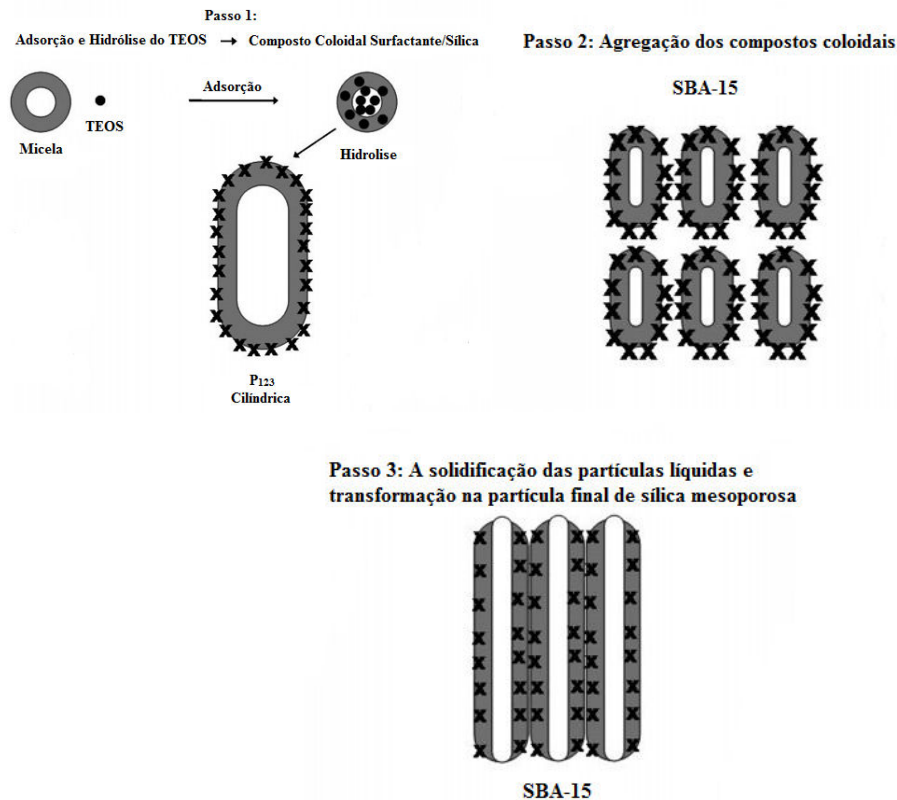 Passo 1:
Adsorção e Hidrólise do TEOS → Composto Coloidal Surfactante/Sílica
Micela
TEOS
Adsorção
Hidrolise
P₁₂₃
Cilíndrica
Passo 2: Agregação dos compostos coloidais
SBA-15
Passo 3: A solidificação das partículas líquidas e
transformação na partícula final de sílica mesoporosa
SBA-15